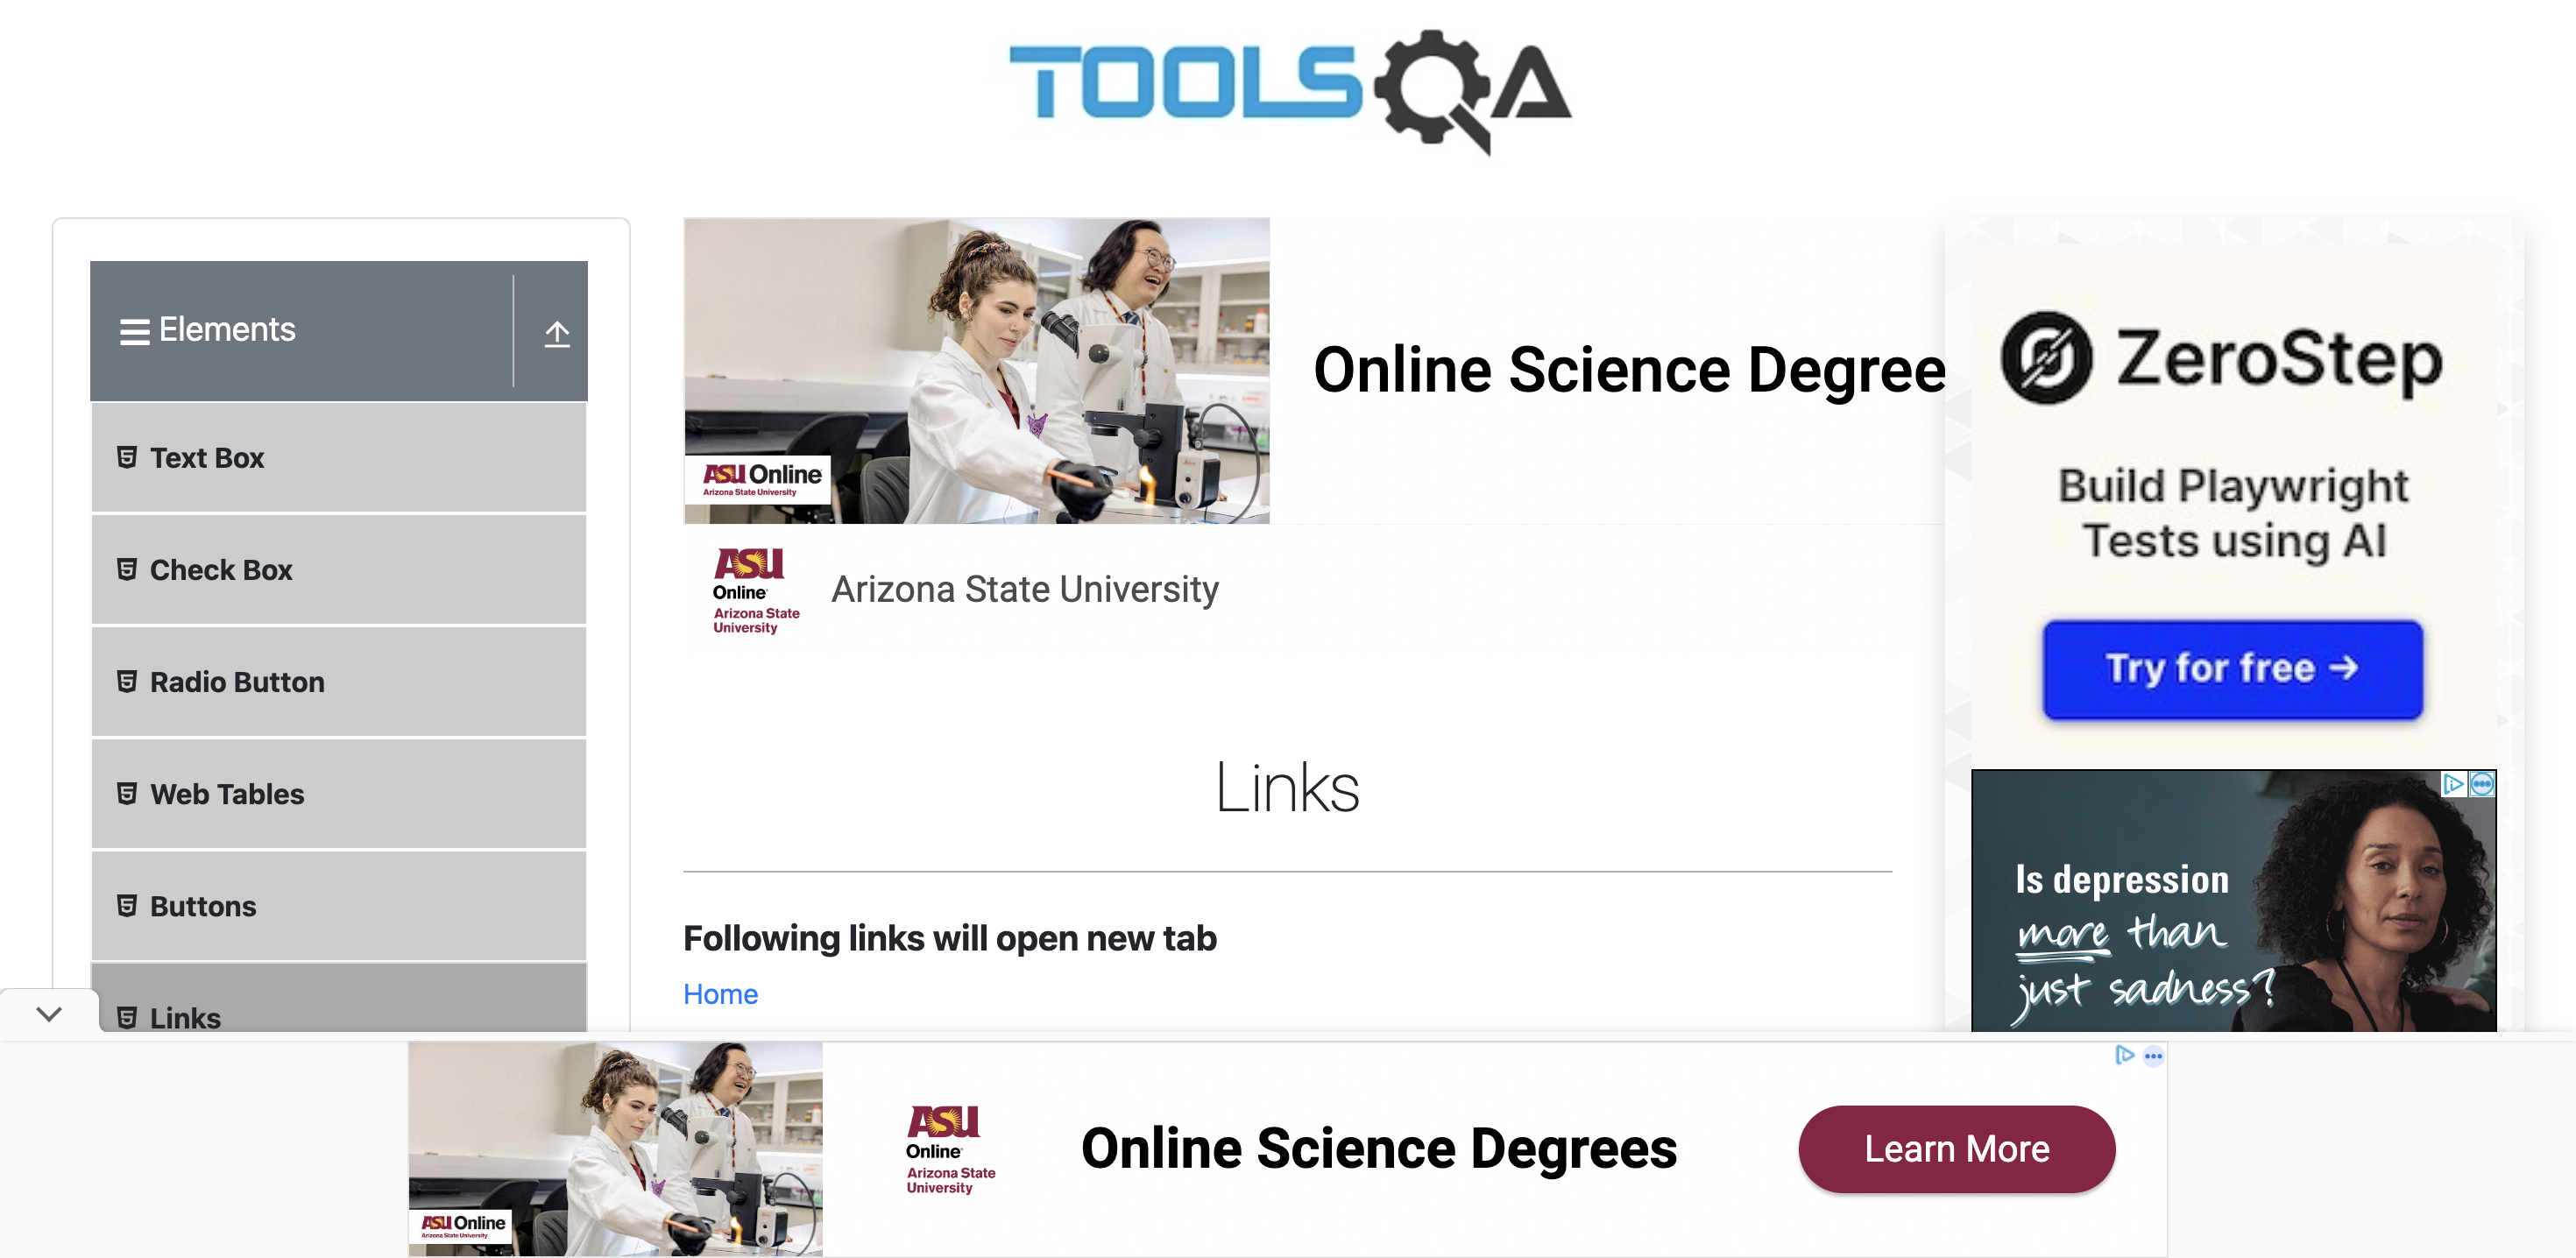 TOOLSQA
Elements
Text Box
Check Box
Radio Button
Web Tables
Buttons
Links
ASU Online
Arizona State University
Online Science Degree
ASU
Online
Arizona State
University
Arizona State University
Links
Following links will open new tab
Home
ZeroStep
Build Playwright
Tests using AI
Try for free →
Is depression
more than
just sadness?
ASU Online
Arizona State University
ASU
Online
Arizona State
University
Online Science Degrees
Learn More